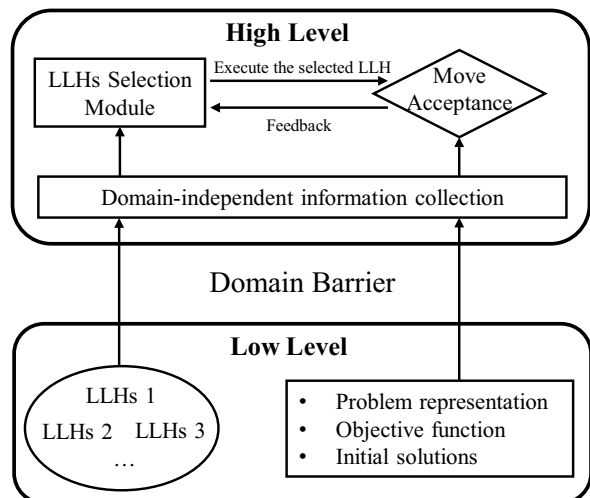 High Level
LLHs Selection
Module
Execute the selected LLH
Feedback
Move
Acceptance
Domain-independent information collection
Domain Barrier
Low Level
LLHs 1
LLHs 2 LLHs 3
…
• Problem representation
• Objective function
• Initial solutions